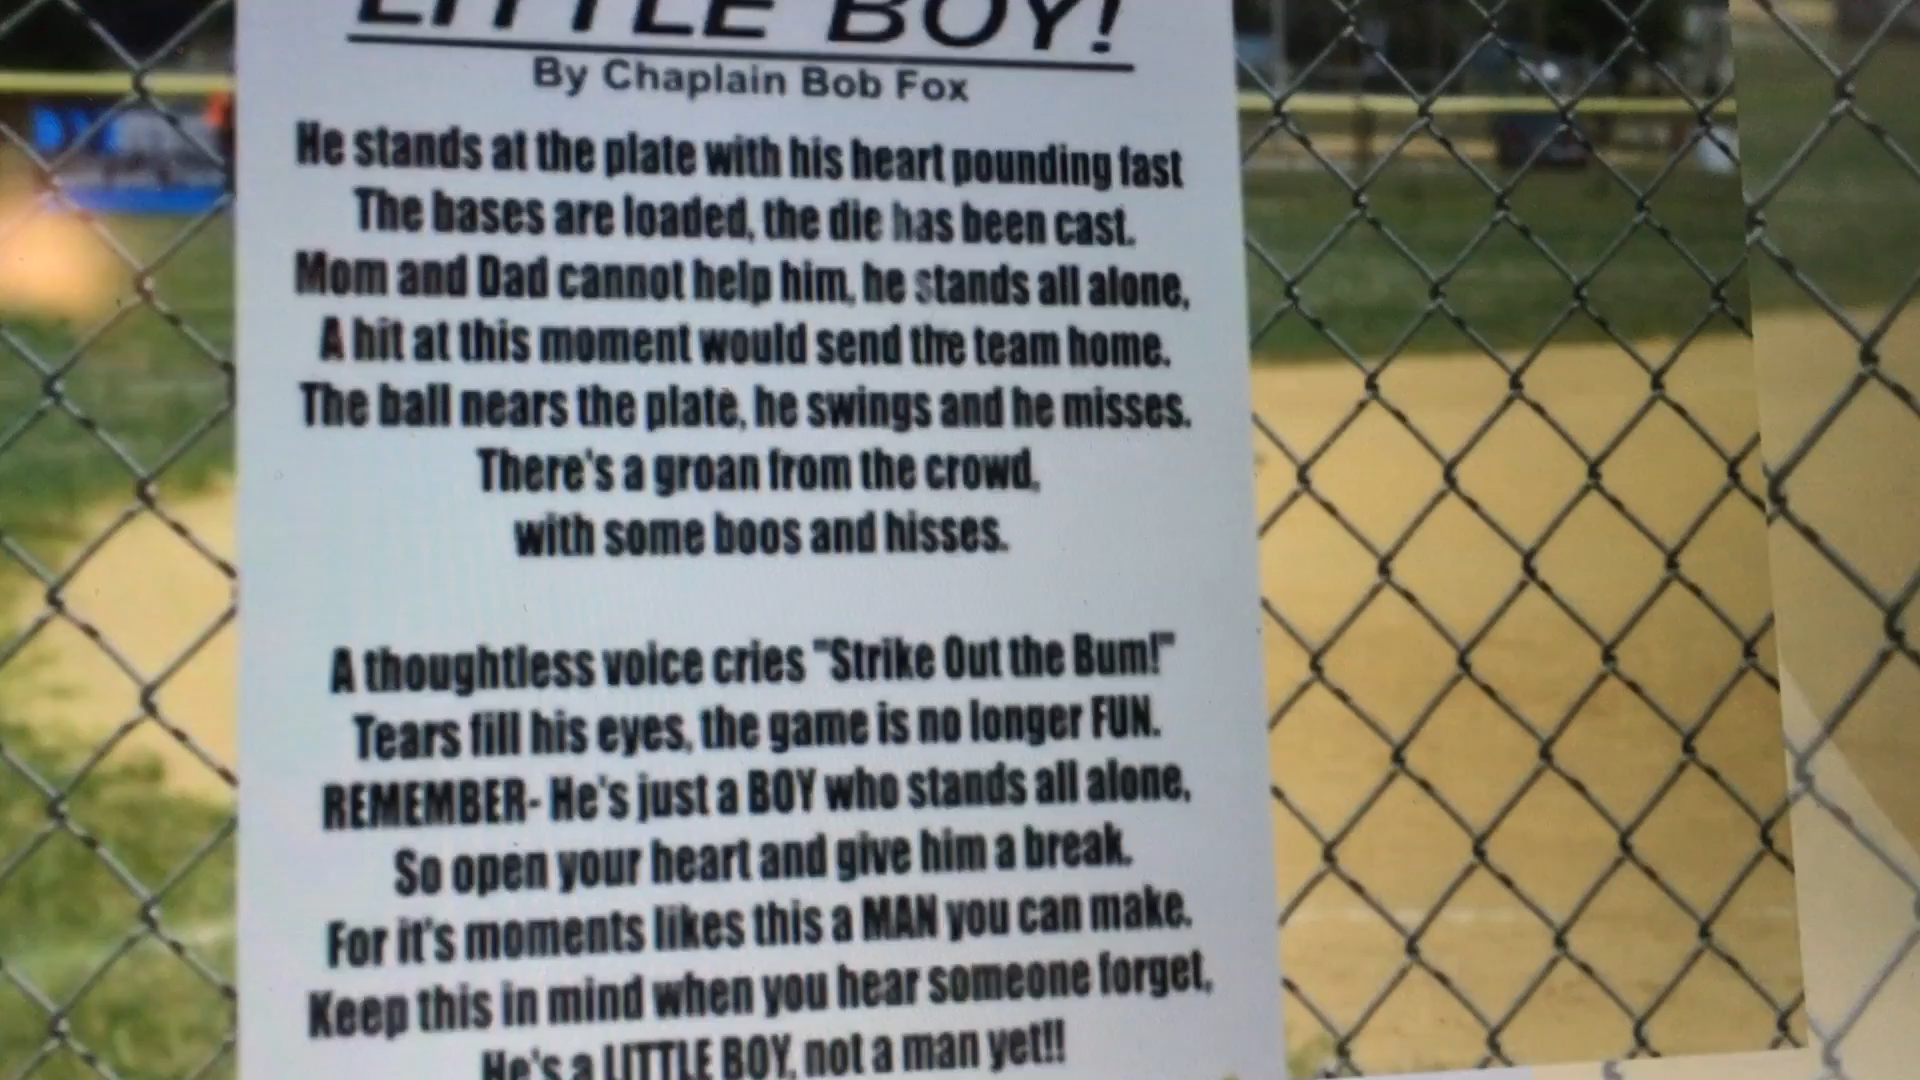 LITTLE BOY!
By Chaplain Bob Fox
He stands at the plate with his heart pounding fast
The bases are loaded, the die has been cast.
Mom and Dad cannot help him, he stands all alone,
A hit at this moment would send the team home.
The ball nears the plate, he swings and he misses.
There's a groan from the crowd,
with some boos and hisses.
A thoughtless voice cries "Strike Out the Bum!"
Tears fill his eyes, the game is no longer FUN.
REMEMBER- He's just a BOY who stands all alone,
So open your heart and give him a break.
For it's moments likes this a MAN you can make.
Keep this in mind when you hear someone forget,
He's a LITTLE BOY, not a man yet!!